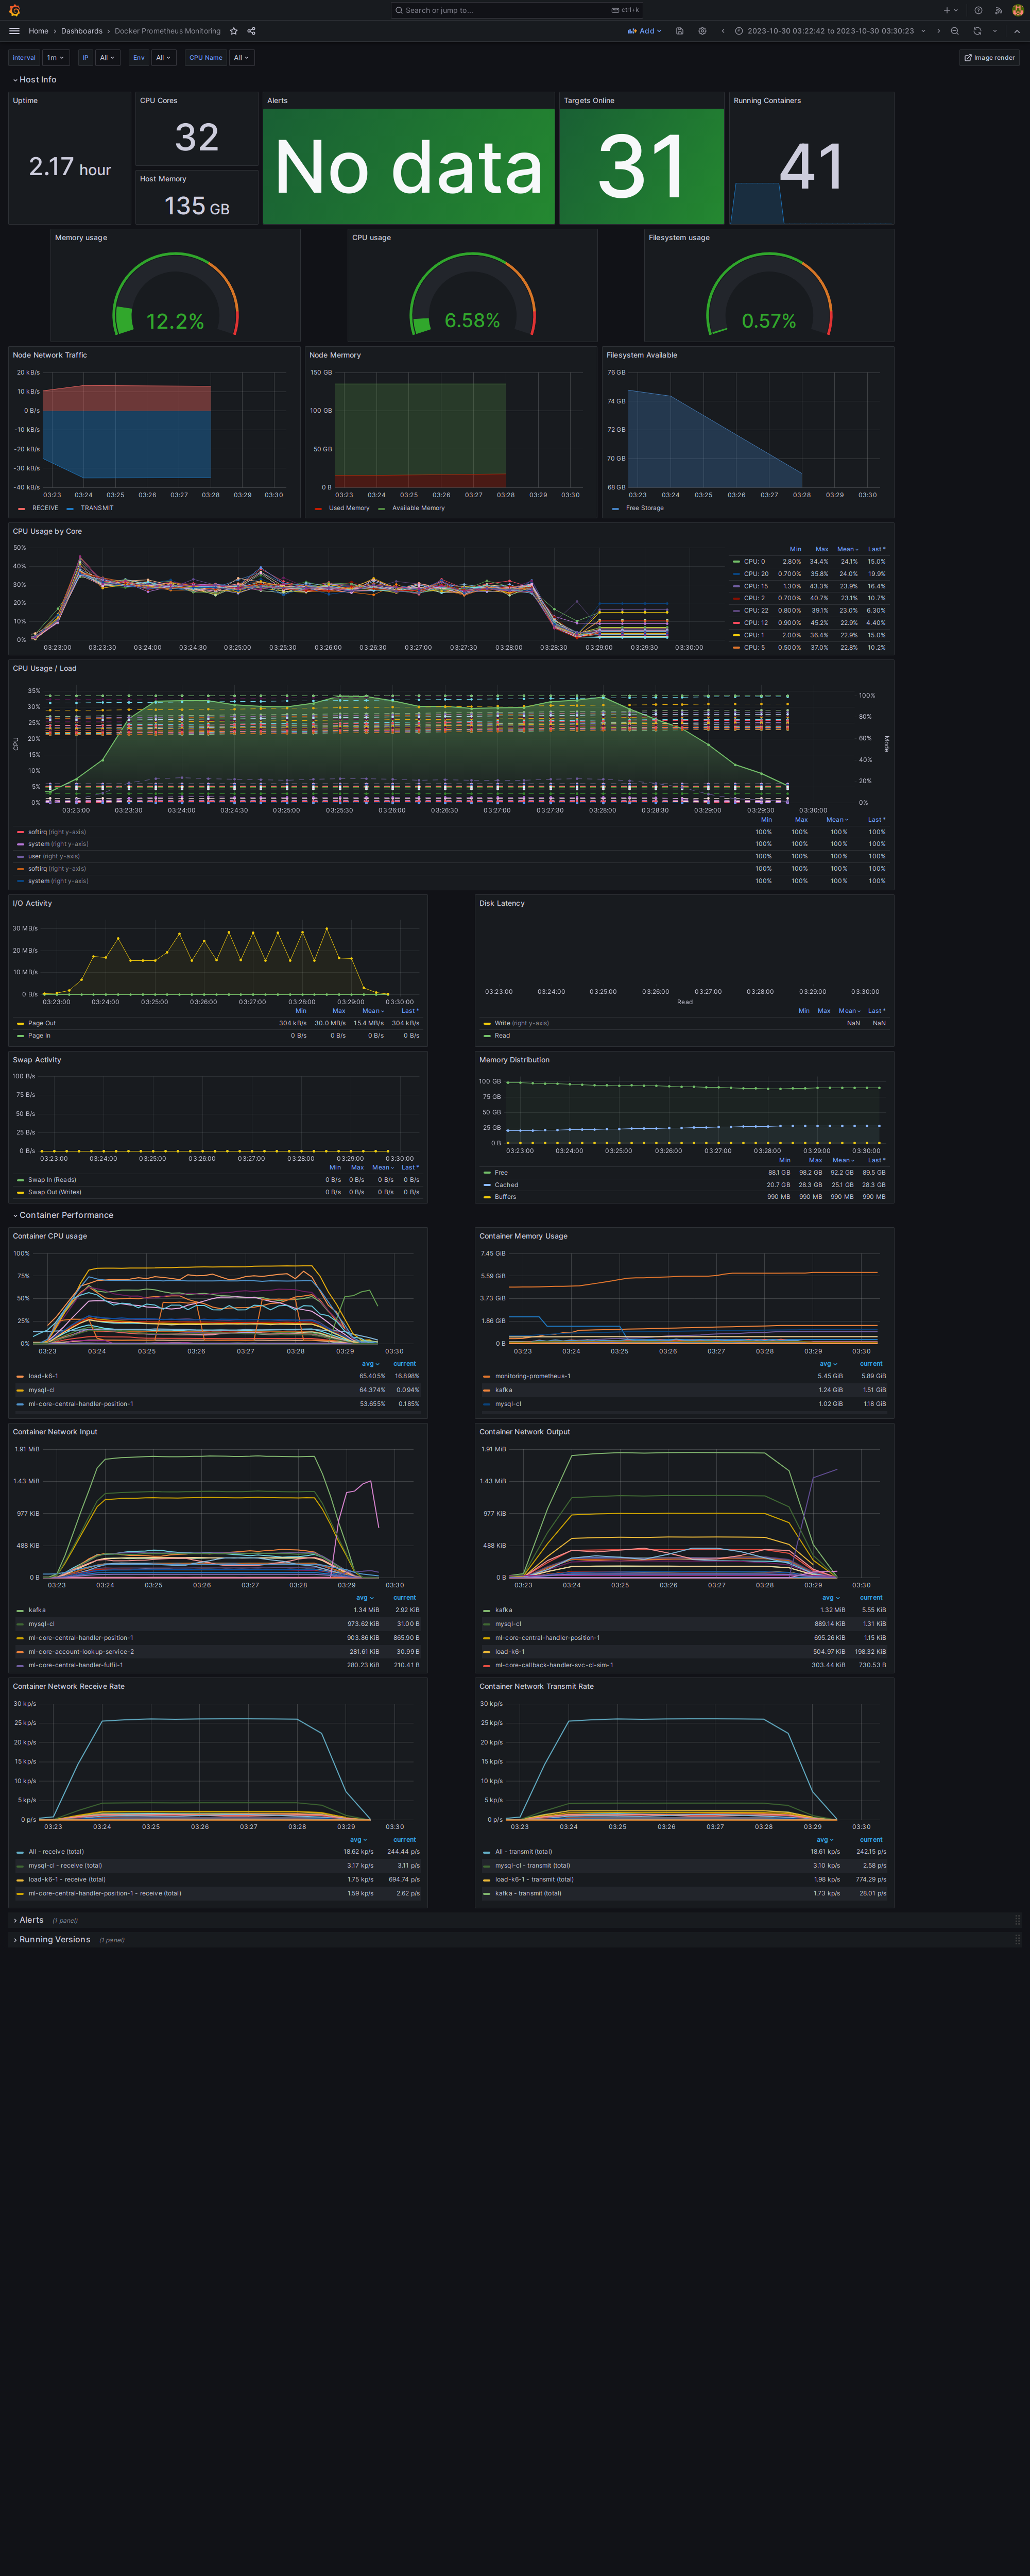 Search or jump to... ctrl+k
Home › Dashboards › Docker Prometheus Monitoring Add 2023-10-30 03:22:42 to 2023-10-30 03:30:23
Interval 1m IP All Env All CPU Name All Image render
Host Info
Uptime CPU Cores Alerts Targets Online Running Containers
32
2.17 hour No data 31 41
Host Memory
135 GB
Memory usage CPU usage Filesystem usage
12.2% 6.58% 0.57%
Node Network Traffic Node Mermory Filesystem Available
20 kB/s 150 GB 76 GB
10 kB/s 74 GB
0 B/s 100 GB
-10 kB/s 72 GB
-20 kB/s 50 GB
-30 kB/s 70 GB
-40 kB/s 0 B 68 GB
03:23 03:24 03:25 03:26 03:27 03:28 03:29 03:30 03:23 03:24 03:25 03:26 03:27 03:28 03:29 03:30 03:23 03:24 03:25 03:26 03:27 03:28 03:29 03:30
RECEIVE TRANSMIT Used Memory Available Memory Free Storage
CPU Usage by Core
50%
40%
30%
20%
10%
0%
03:23:00 03:23:30 03:24:00 03:24:30 03:25:00 03:25:30 03:26:00 03:26:30 03:27:00 03:27:30 03:28:00 03:28:30 03:29:00 03:29:30 03:30:00
Min Max Mean Last *
CPU: 0 2.80% 34.4% 24.1% 15.0%
CPU: 20 0.700% 35.8% 24.0% 19.9%
CPU: 15 1.30% 43.3% 23.9% 16.4%
CPU: 2 0.700% 40.7% 23.1% 10.7%
CPU: 22 0.800% 39.1% 23.0% 6.30%
CPU: 12 0.900% 45.2% 22.9% 4.40%
CPU: 1 2.00% 36.4% 22.9% 15.0%
CPU: 5 0.500% 37.0% 22.8% 10.2%
CPU Usage / Load
35%
30%
25%
20%
15%
10%
5%
0%
CPU
100%
80%
60%
40%
20%
0%
Mode
03:23:00 03:23:30 03:24:00 03:24:30 03:25:00 03:25:30 03:26:00 03:26:30 03:27:00 03:27:30 03:28:00 03:28:30 03:29:00 03:29:30 03:30:00
Min Max Mean Last *
softirq (right y-axis) 100% 100% 100% 100%
system (right y-axis) 100% 100% 100% 100%
user (right y-axis) 100% 100% 100% 100%
softirq (right y-axis) 100% 100% 100% 100%
system (right y-axis) 100% 100% 100% 100%
I/O Activity
30 MB/s
20 MB/s
10 MB/s
0 B/s
03:23:00 03:24:00 03:25:00 03:26:00 03:27:00 03:28:00 03:29:00 03:30:00
Min Max Mean Last *
Page Out 304 kB/s 30.0 MB/s 15.4 MB/s 304 kB/s
Page In 0 B/s 0 B/s 0 B/s 0 B/s
Disk Latency
03:23:00 03:24:00 03:25:00 03:26:00 03:27:00 03:28:00 03:29:00 03:30:00
Read
Min Max Mean Last *
Write (right y-axis) NaN NaN
Read
Swap Activity
100 B/s
75 B/s
50 B/s
25 B/s
0 B/s
03:23:00 03:24:00 03:25:00 03:26:00 03:27:00 03:28:00 03:29:00 03:30:00
Min Max Mean Last *
Swap In (Reads) 0 B/s 0 B/s 0 B/s 0 B/s
Swap Out (Writes) 0 B/s 0 B/s 0 B/s 0 B/s
Memory Distribution
100 GB
75 GB
50 GB
25 GB
0 B
03:23:00 03:24:00 03:25:00 03:26:00 03:27:00 03:28:00 03:29:00 03:30:00
Min Max Mean Last *
Free 88.1 GB 98.2 GB 92.2 GB 89.5 GB
Cached 20.7 GB 28.3 GB 25.1 GB 28.3 GB
Buffers 990 MB 990 MB 990 MB 990 MB
Container Performance
Container CPU usage
100%
75%
50%
25%
0%
03:23 03:24 03:25 03:26 03:27 03:28 03:29 03:30
avg current
load-k6-1 65.405% 16.898%
mysql-cl 64.374% 0.094%
ml-core-central-handler-position-1 53.655% 0.185%
Container Memory Usage
7.45 GiB
5.59 GiB
3.73 GiB
1.86 GiB
0 B
03:23 03:24 03:25 03:26 03:27 03:28 03:29 03:30
avg current
monitoring-prometheus-1 5.45 GiB 5.89 GiB
kafka 1.24 GiB 1.51 GiB
mysql-cl 1.02 GiB 1.18 GiB
Container Network Input
1.91 MiB
1.43 MiB
977 KiB
488 KiB
0 B
03:23 03:24 03:25 03:26 03:27 03:28 03:29 03:30
avg current
kafka 1.34 MiB 2.92 KiB
mysql-cl 973.62 KiB 31.00 B
ml-core-central-handler-position-1 903.86 KiB 865.90 B
ml-core-account-lookup-service-2 281.61 KiB 30.99 B
ml-core-central-handler-fulfil-1 280.23 KiB 210.41 B
Container Network Output
1.91 MiB
1.43 MiB
977 KiB
488 KiB
0 B
03:23 03:24 03:25 03:26 03:27 03:28 03:29 03:30
avg current
kafka 1.32 MiB 5.55 KiB
mysql-cl 889.14 KiB 1.31 KiB
ml-core-central-handler-position-1 695.26 KiB 1.15 KiB
load-k6-1 504.97 KiB 198.32 KiB
ml-core-callback-handler-svc-cl-sim-1 303.44 KiB 730.53 B
Container Network Receive Rate
30 kp/s
25 kp/s
20 kp/s
15 kp/s
10 kp/s
5 kp/s
0 p/s
03:23 03:24 03:25 03:26 03:27 03:28 03:29 03:30
avg current
All - receive (total) 18.62 kp/s 244.44 p/s
mysql-cl - receive (total) 3.17 kp/s 3.11 p/s
load-k6-1 - receive (total) 1.75 kp/s 694.74 p/s
ml-core-central-handler-position-1 - receive (total) 1.59 kp/s 2.62 p/s
Container Network Transmit Rate
30 kp/s
25 kp/s
20 kp/s
15 kp/s
10 kp/s
5 kp/s
0 p/s
03:23 03:24 03:25 03:26 03:27 03:28 03:29 03:30
avg current
All - transmit (total) 18.61 kp/s 242.15 p/s
mysql-cl - transmit (total) 3.10 kp/s 2.58 p/s
load-k6-1 - transmit (total) 1.98 kp/s 774.29 p/s
kafka - transmit (total) 1.73 kp/s 28.01 p/s
Alerts (1 panel)
Running Versions (1 panel)